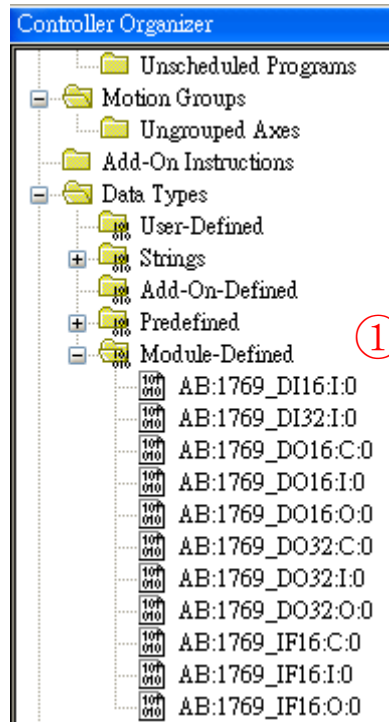 Controller Organizer
Unscheduled Programs
Motion Groups
Ungrouped Axes
Add-On Instructions
Data Types
User-Defined
Strings
Add-On-Defined
Predefined
Module-Defined ①
AB:1769_DI16:I:0
AB:1769_DI32:I:0
AB:1769_DO16:C:0
AB:1769_DO16:I:0
AB:1769_DO16:O:0
AB:1769_DO32:C:0
AB:1769_DO32:I:0
AB:1769_DO32:O:0
AB:1769_IF16:C:0
AB:1769_IF16:I:0
AB:1769_IF16:O:0